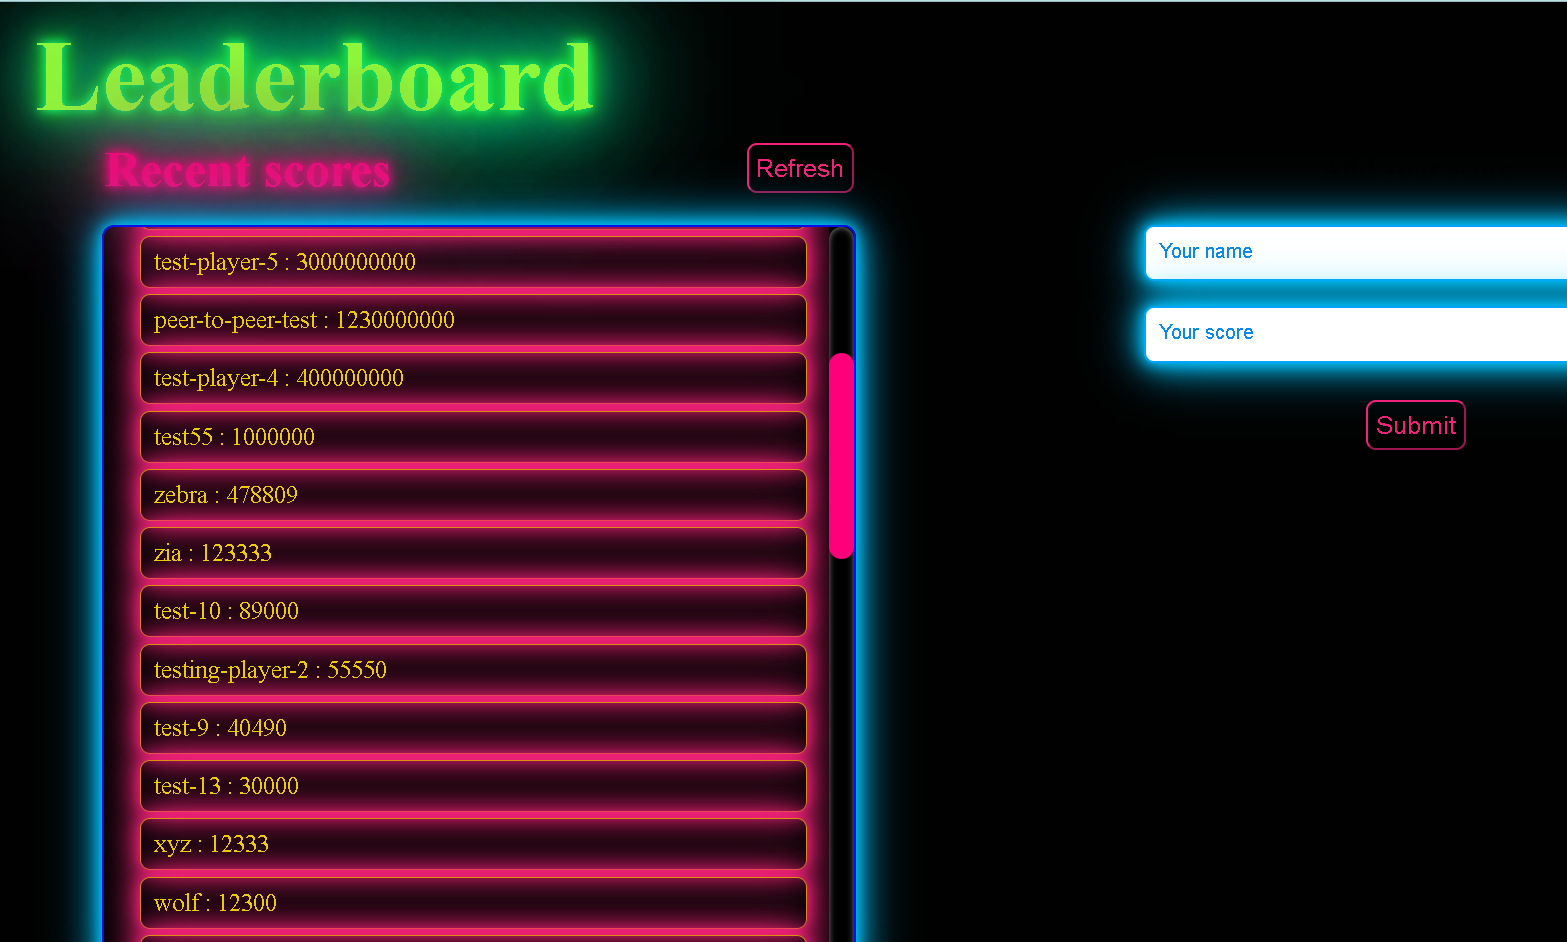 Leaderboard
Recent scores
Refresh
test-player-5 : 3000000000
peer-to-peer-test : 1230000000
test-player-4 : 400000000
test55 : 1000000
zebra : 478809
zia : 123333
test-10 : 89000
testing-player-2 : 55550
test-9 : 40490
test-13 : 30000
xyz : 12333
wolf : 12300
Your name
Your score
Submit